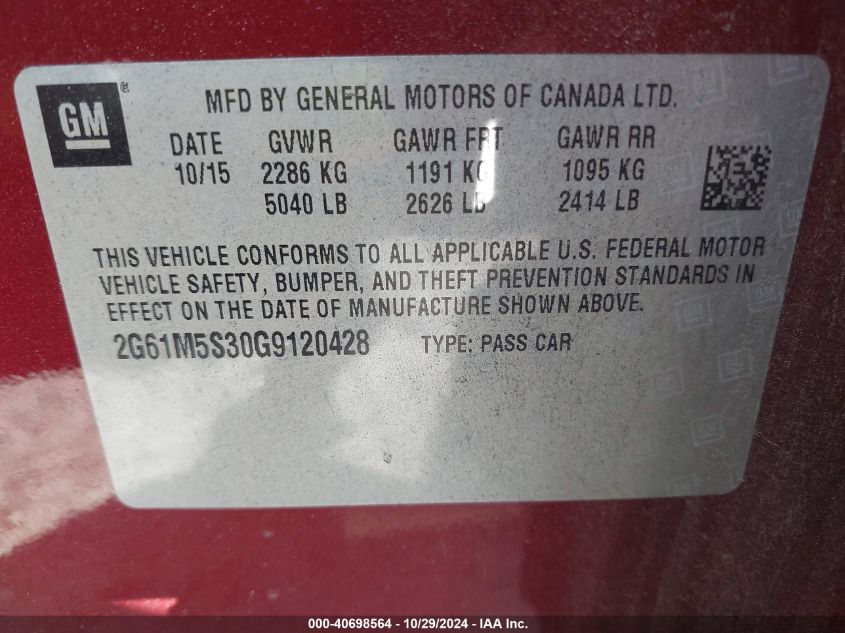 GM®
MFD BY GENERAL MOTORS OF CANADA LTD.
DATE GVWR GAWR FRT GAWR RR
10/15 2286 KG 1191 KG 1095 KG
5040 LB 2626 LB 2414 LB
THIS VEHICLE CONFORMS TO ALL APPLICABLE U.S. FEDERAL MOTOR
VEHICLE SAFETY, BUMPER, AND THEFT PREVENTION STANDARDS IN
EFFECT ON THE DATE OF MANUFACTURE SHOWN ABOVE.
2G61M5S30G9120428 TYPE: PASS CAR
000-40698564 / 10/29/2024 - IAA Inc.